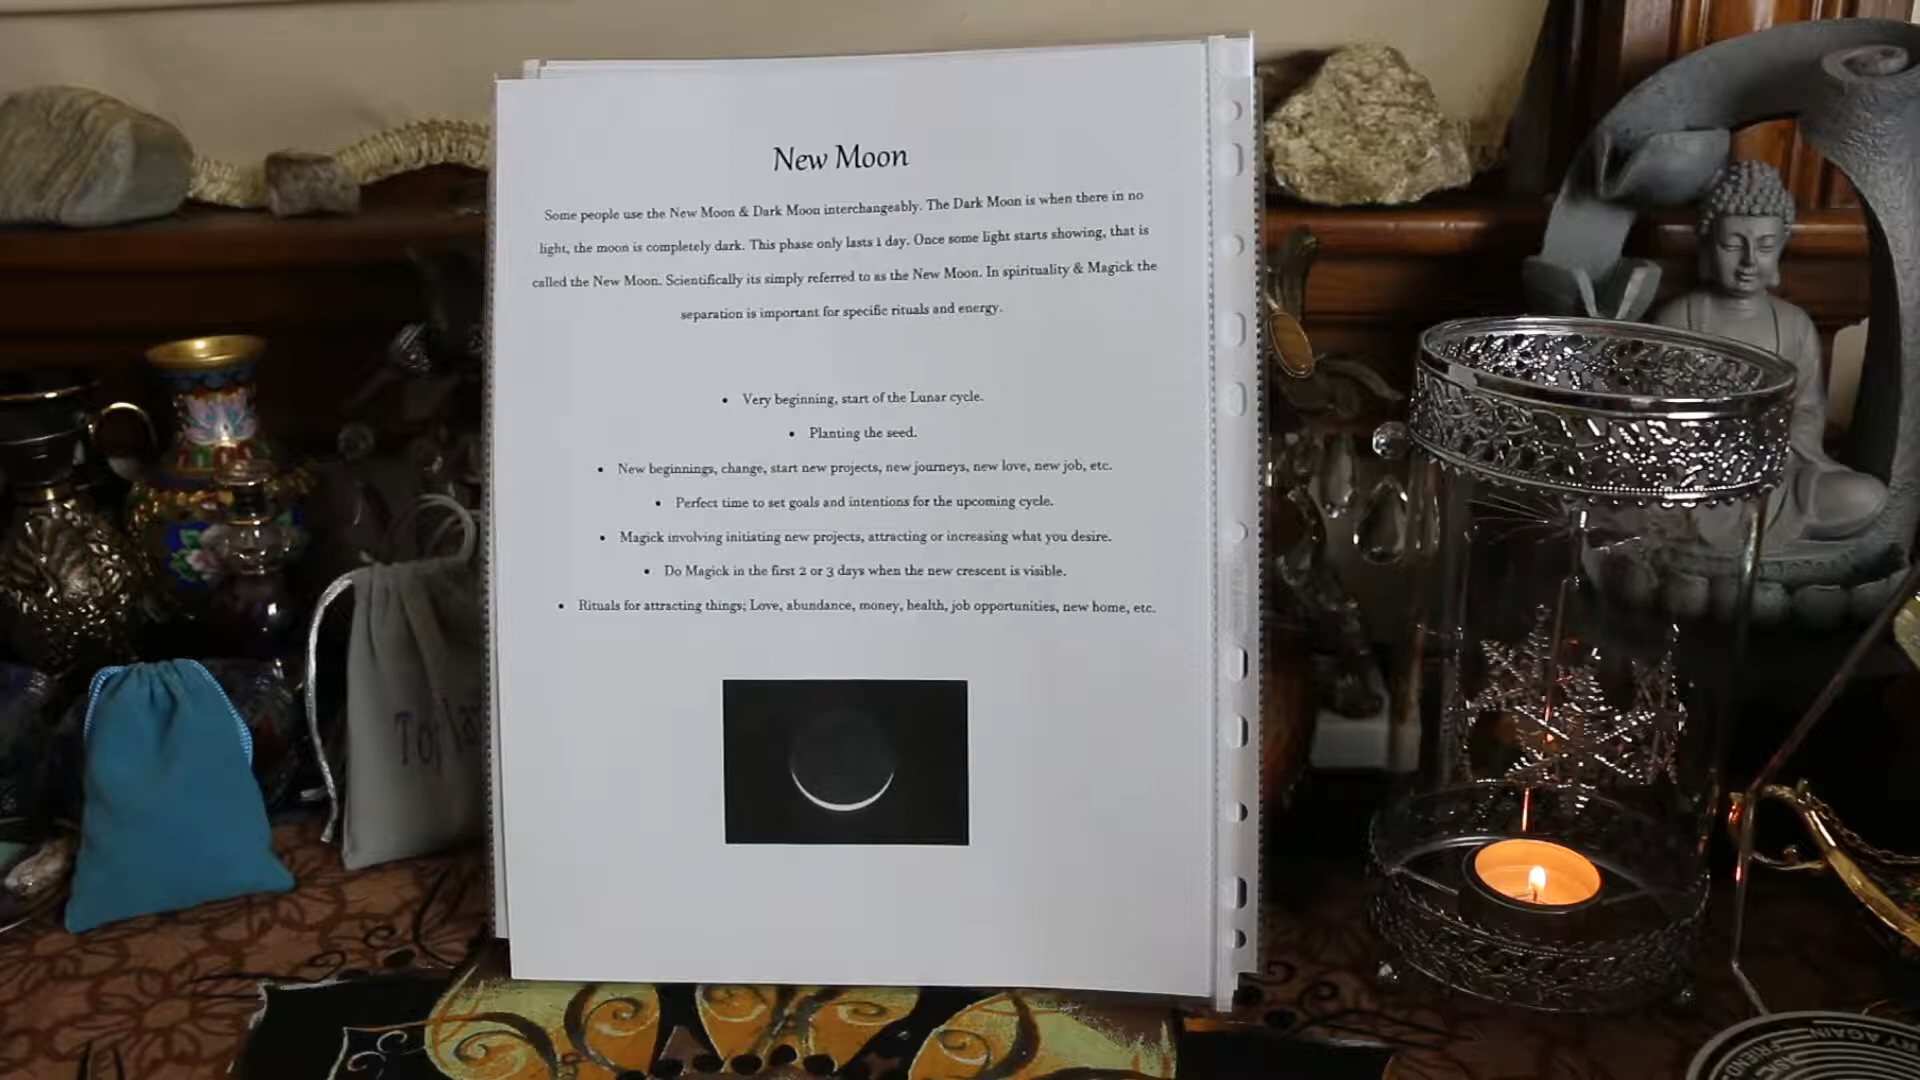 New Moon
Some people use the New Moon & Dark Moon interchangeably. The Dark Moon is when there in no
light, the moon is completely dark. This phase only lasts 1 day. Once some light starts showing, that is
called the New Moon. Scientifically its simply referred to as the New Moon. In spirituality & Magick the
separation is important for specific rituals and energy.
• Very beginning, start of the Lunar cycle.
• Planting the seed.
• New beginnings, change, start new projects, new journeys, new love, new job, etc.
• Perfect time to set goals and intentions for the upcoming cycle.
• Magick involving initiating new projects, attracting or increasing what you desire.
• Do Magick in the first 2 or 3 days when the new crescent is visible.
• Rituals for attracting things; Love, abundance, money, health, job opportunities, new home, etc.
AGAIN